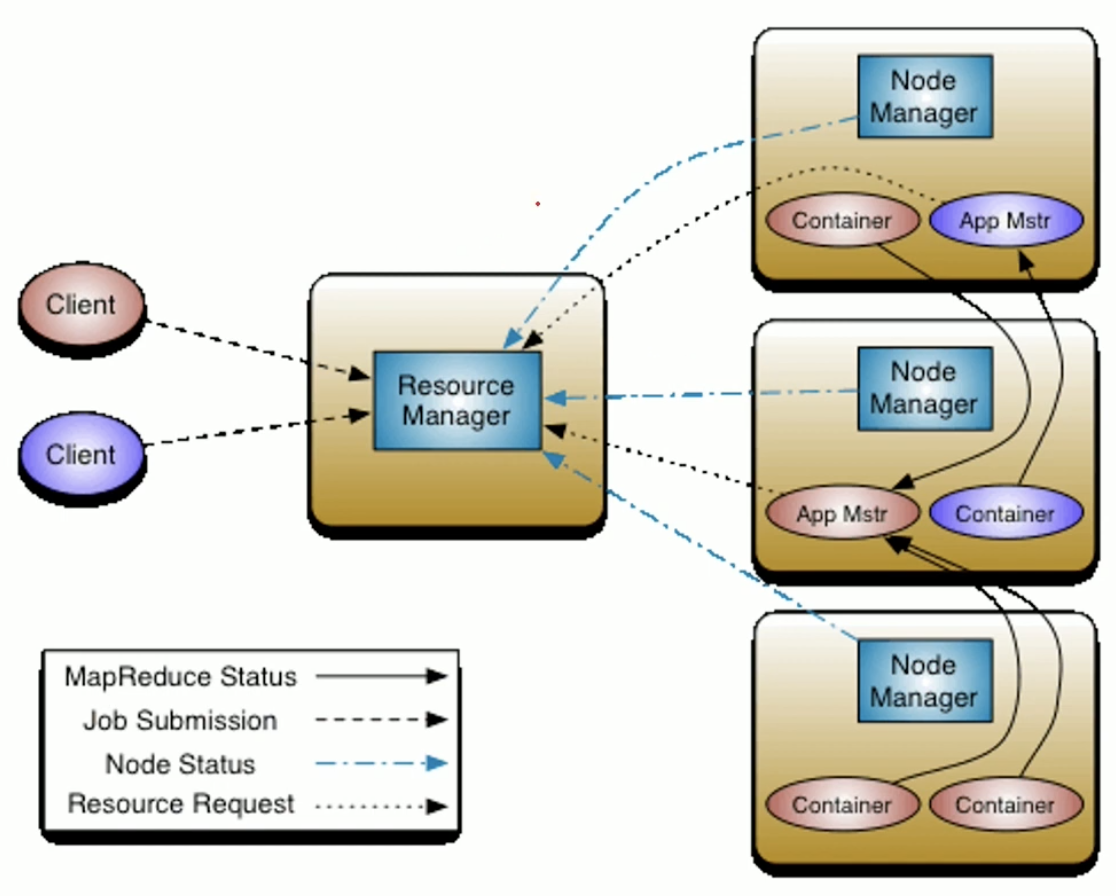 Client
Client
Resource
Manager
Node
Manager
Container
App Mstr
Node
Manager
App Mstr
Container
Node
Manager
Container
Container
MapReduce Status
Job Submission
Node Status
Resource Request